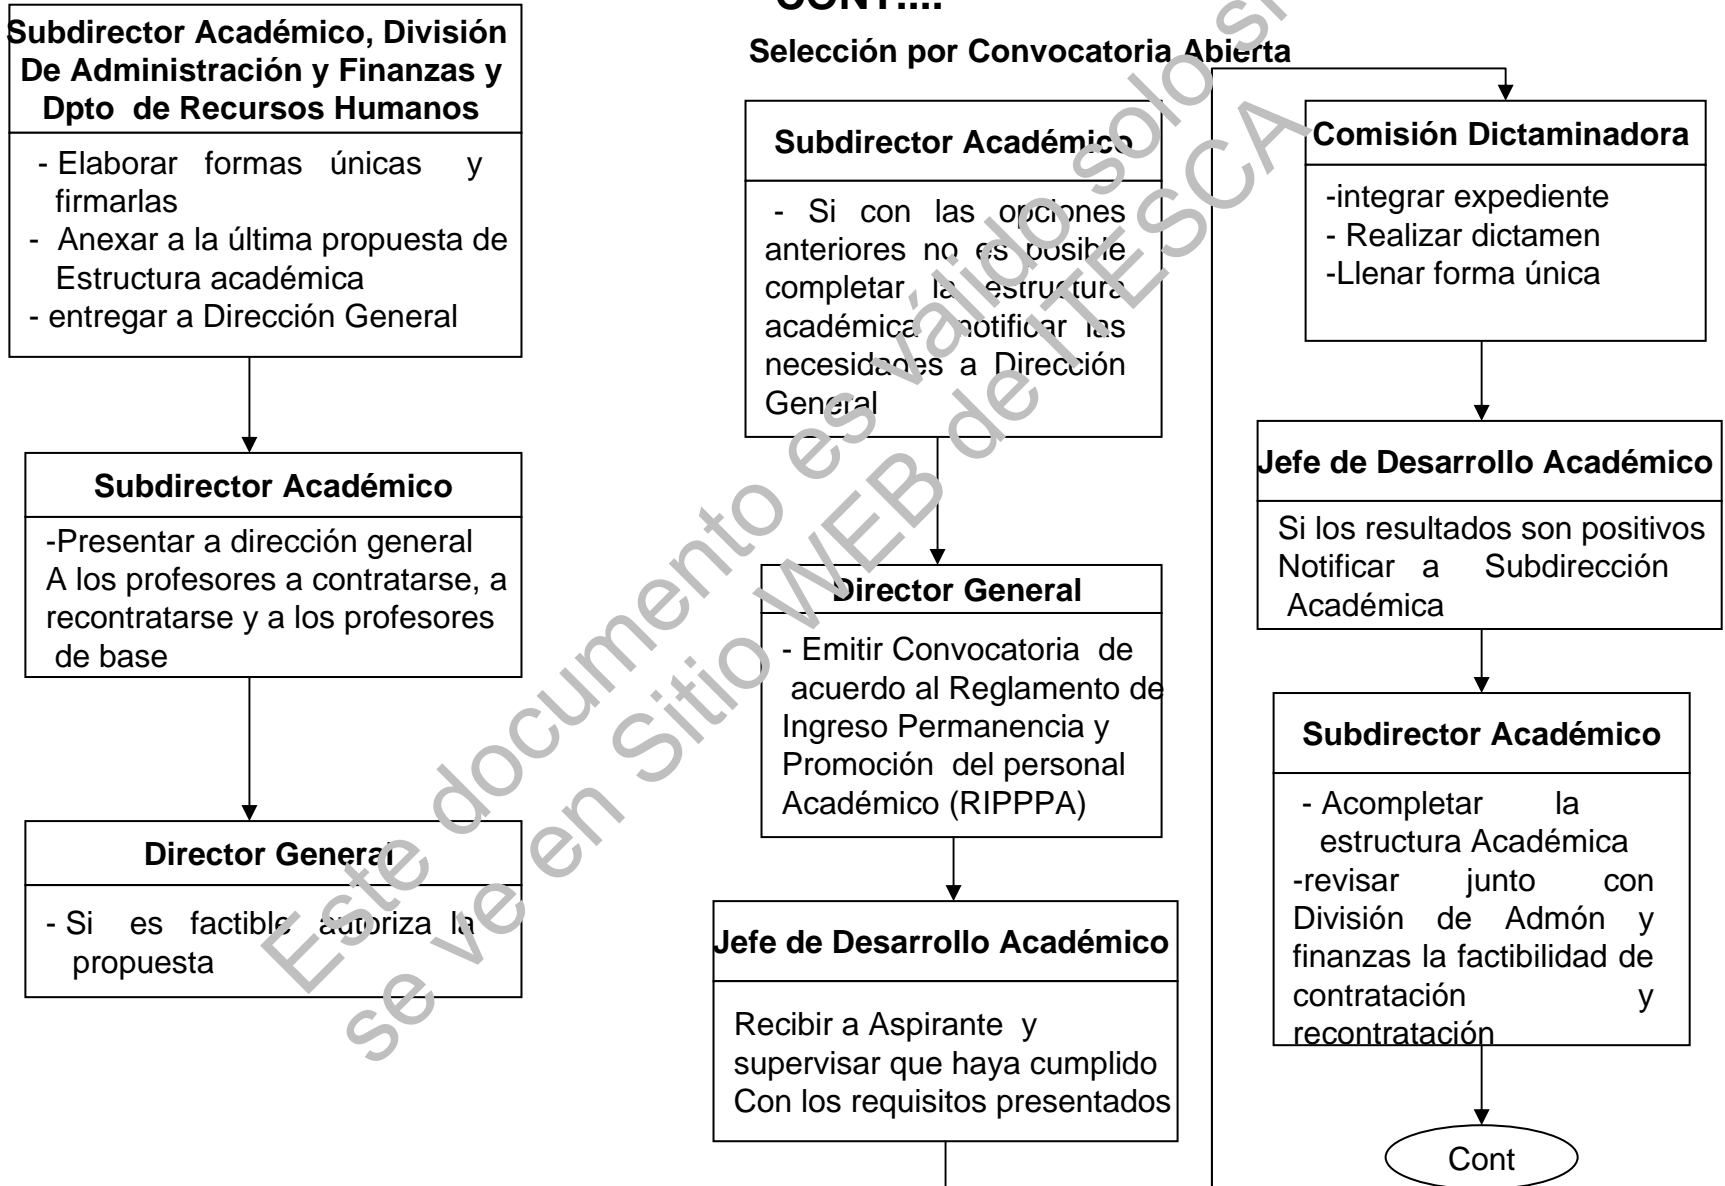 CONT....
Subdirector Académico, División
De Administración y Finanzas y
Dpto de Recursos Humanos
- Elaborar formas únicas y
firmarlas
- Anexar a la última propuesta de
Estructura académica
- entregar a Dirección General
Subdirector Académico
-Presentar a dirección general
A los profesores a contratarse, a
recontratarse y a los profesores
de base
Director General
- Si es factible autoriza la
propuesta
Selección por Convocatoria Abierta
Subdirector Académico
- Si con las opciones
anteriores no es posible
completar la estructura
académica notificar las
necesidades a Dirección
General
Director General
- Emitir Convocatoria de
acuerdo al Reglamento de
Ingreso Permanencia y
Promoción del personal
Académico (RIPPPA)
Jefe de Desarrollo Académico
Recibir a Aspirante y
supervisar que haya cumplido
Con los requisitos presentados
Comisión Dictaminadora
-integrar expediente
- Realizar dictamen
-Llenar forma única
Jefe de Desarrollo Académico
Si los resultados son positivos
Notificar a Subdirección
Académica
Subdirector Académico
- Acompletar la
estructura Académica
-revisar junto con
División de Admón y
finanzas la factibilidad de
contratación y
recontratación
Cont
Este documento es válido solo si
se ve en Sitio WEB de ITESCA